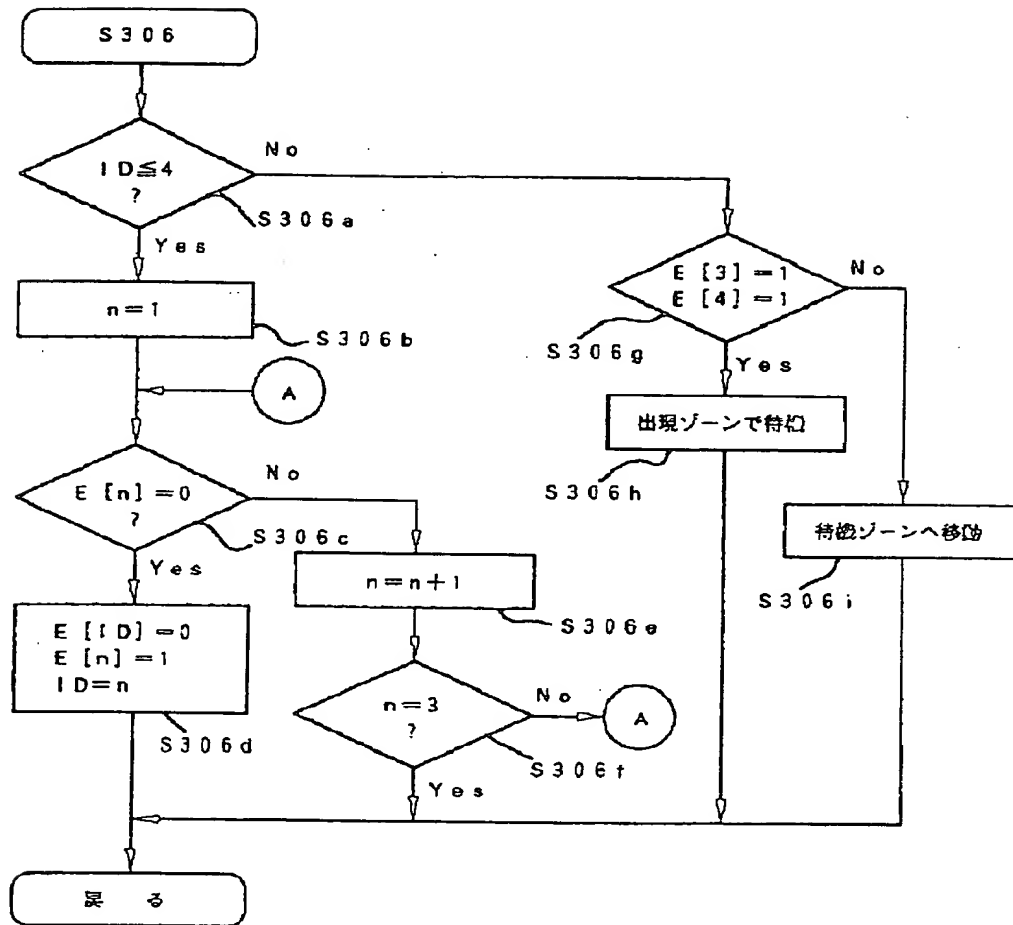 S306
ID≦4
?
No
S306a
Yes
n=1
S306b
A
E[n]=0
?
No
S306c
Yes
E[ID]=0
E[n]=1
ID=n
S306d
n=n+1
S306e
n=3
?
No
A
S306f
Yes
E[3]=1
E[4]=1
No
S306g
Yes
出現ゾーンで待機
S306h
待機ゾーンへ移動
S306i
戻る